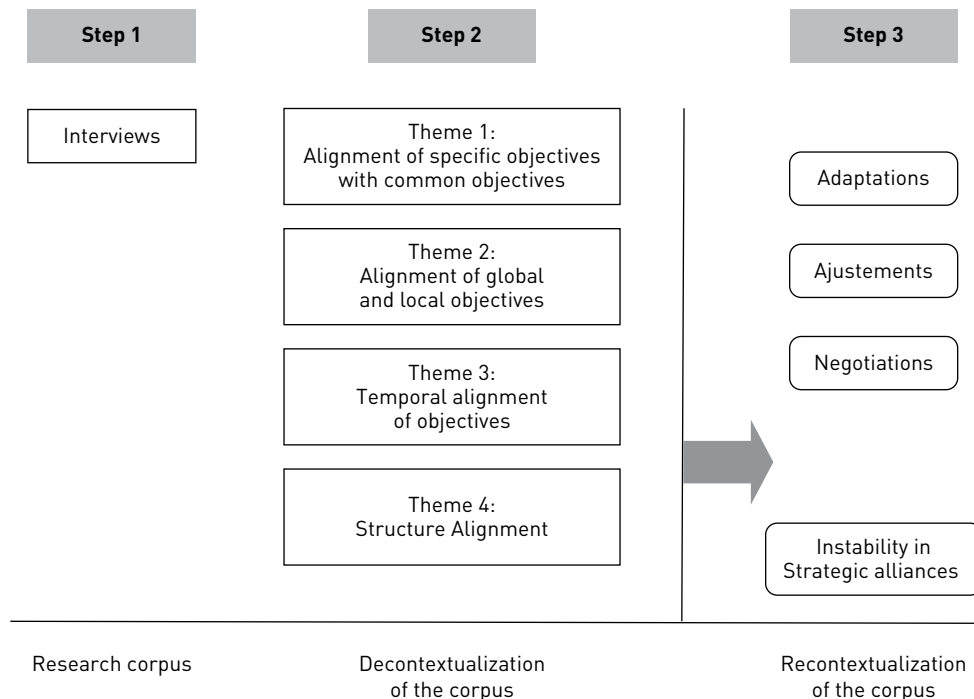 Step 1
Step 2
Step 3
Interviews
Theme 1:
Alignment of specific objectives
with common objectives
Theme 2:
Alignment of global
and local objectives
Theme 3:
Temporal alignment
of objectives
Theme 4:
Structure Alignment
Adaptations
Ajustements
Negotiations
Instability in
Strategic alliances
Research corpus
Decontextualization
of the corpus
Recontextualization
of the corpus